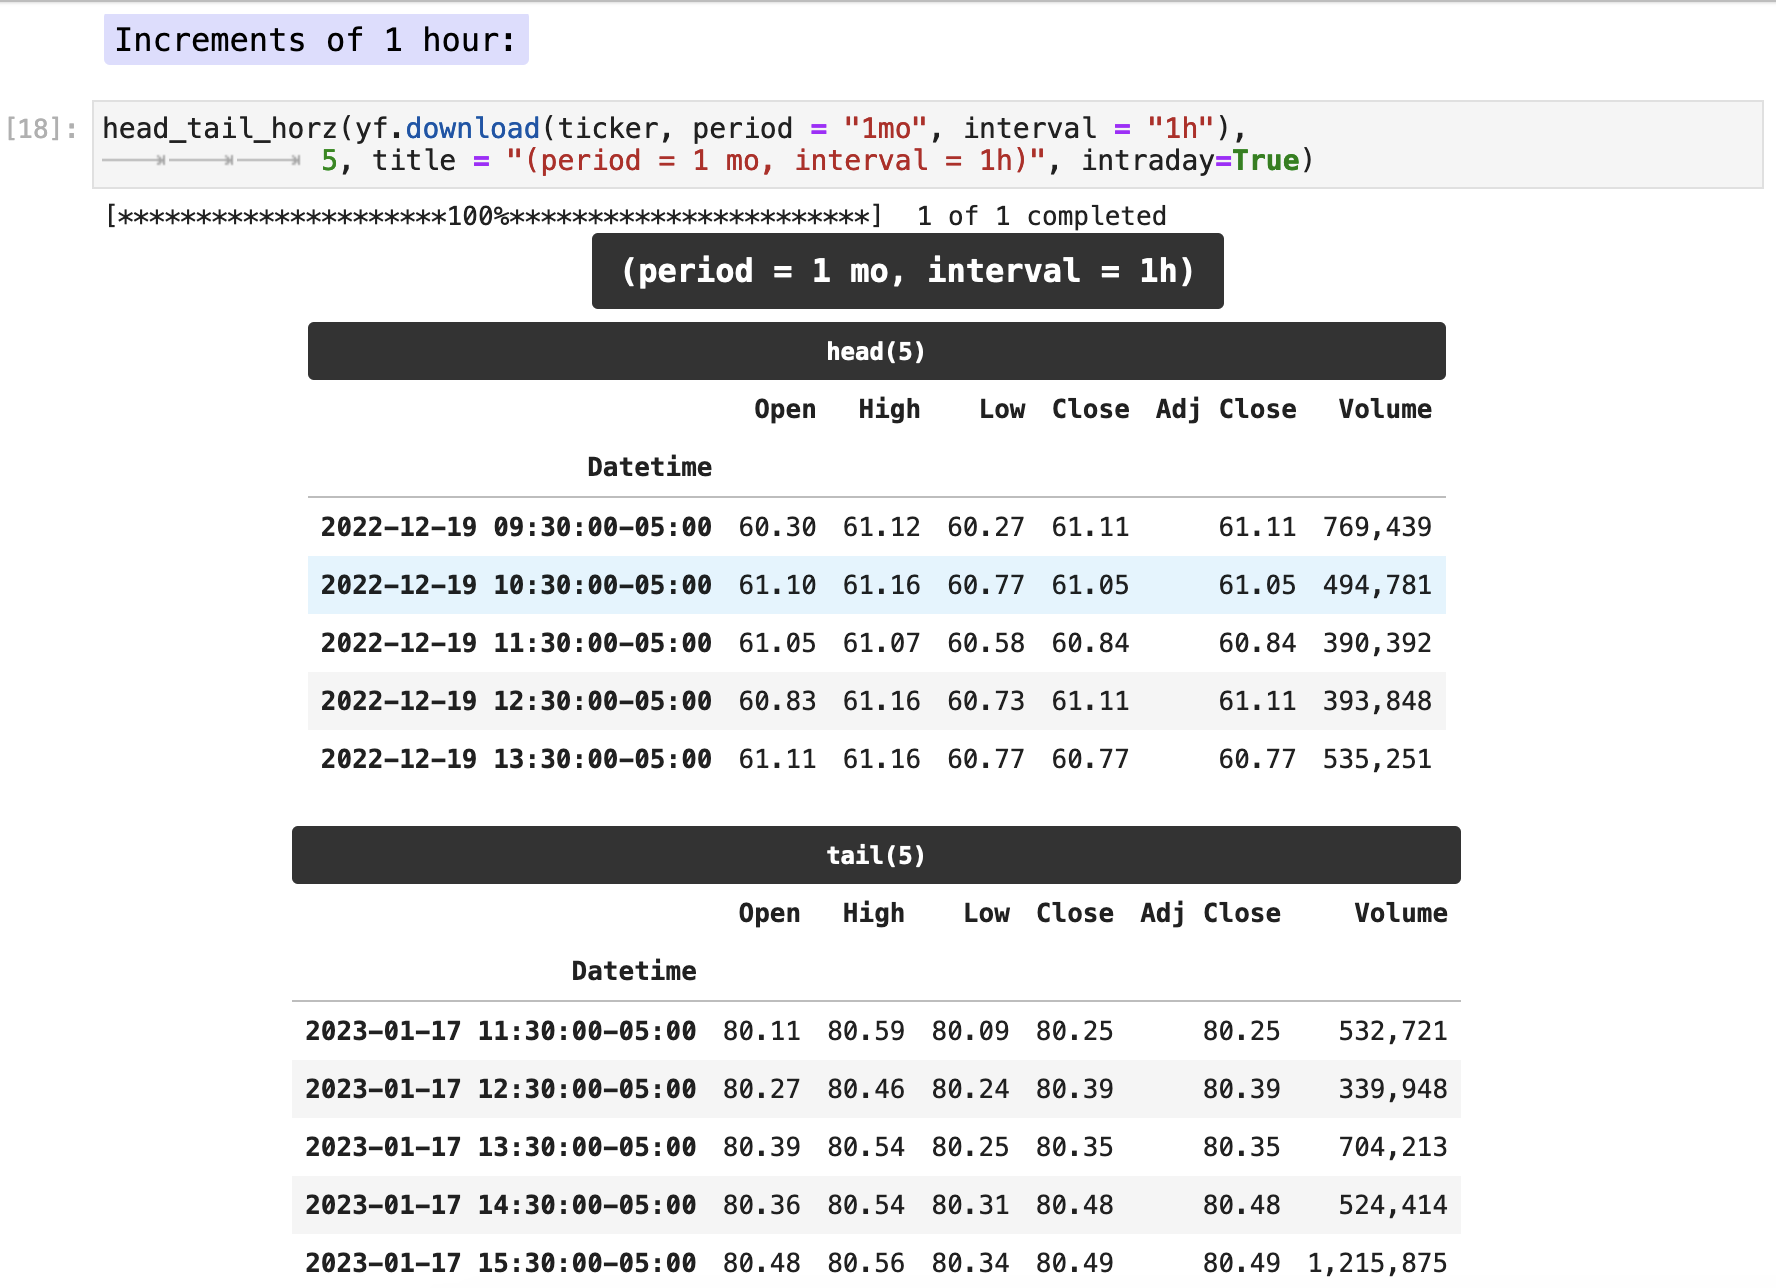 Increments of 1 hour:
[18]: head_tail_horz(yf.download(ticker, period = "1mo", interval = "1h"),
5, title = "(period = 1 mo, interval = 1h)", intraday=True)
[*********************100%***********************]  1 of 1 completed
(period = 1 mo, interval = 1h)
head(5)
Open High Low Close Adj Close Volume
Datetime
2022-12-19 09:30:00-05:00 60.30 61.12 60.27 61.11 61.11 769,439
2022-12-19 10:30:00-05:00 61.10 61.16 60.77 61.05 61.05 494,781
2022-12-19 11:30:00-05:00 61.05 61.07 60.58 60.84 60.84 390,392
2022-12-19 12:30:00-05:00 60.83 61.16 60.73 61.11 61.11 393,848
2022-12-19 13:30:00-05:00 61.11 61.16 60.77 60.77 60.77 535,251
tail(5)
Open High Low Close Adj Close Volume
Datetime
2023-01-17 11:30:00-05:00 80.11 80.59 80.09 80.25 80.25 532,721
2023-01-17 12:30:00-05:00 80.27 80.46 80.24 80.39 80.39 339,948
2023-01-17 13:30:00-05:00 80.39 80.54 80.25 80.35 80.35 704,213
2023-01-17 14:30:00-05:00 80.36 80.54 80.31 80.48 80.48 524,414
2023-01-17 15:30:00-05:00 80.48 80.56 80.34 80.49 80.49 1,215,875